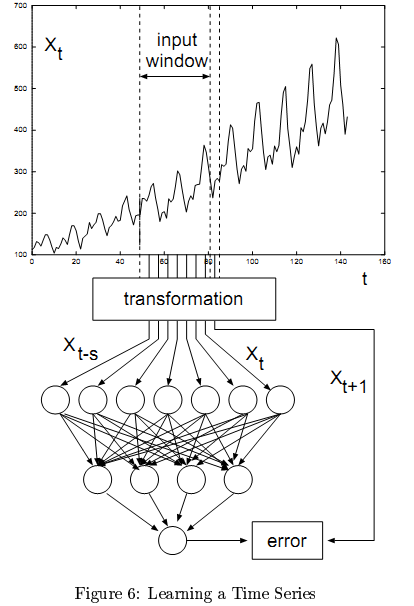 700
X_t
input
window
600
500
400
300
200
100
0 20 40 60 80 100 120 140 160
t
transformation
X_t-s
X_t
X_t+1
error
Figure 6: Learning a Time Series